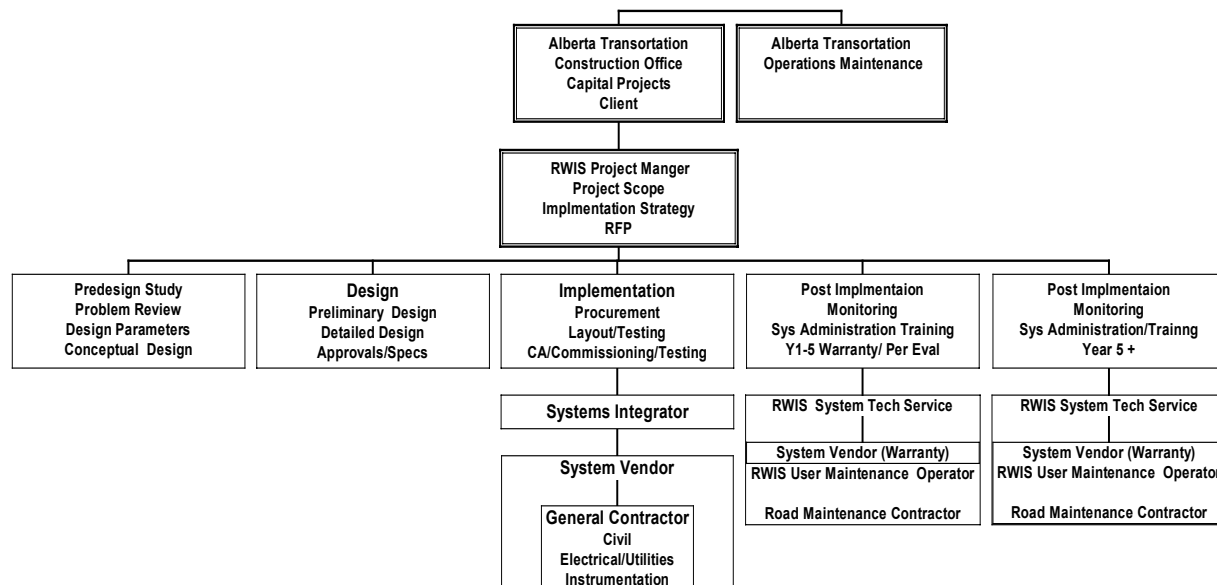 Alberta Transortation
Construction Office
Capital Projects
Client
Alberta Transortation
Operations Maintenance
RWIS Project Manger
Project Scope
Implmentation Strategy
RFP
Predesign Study
Problem Review
Design Parameters
Conceptual Design
Design
Preliminary Design
Detailed Design
Approvals/Specs
Implementation
Procurement
Layout/Testing
CA/Commissioning/Testing
Post Implmentaion
Monitoring
Sys Administration Training
Y1-5 Warranty/ Per Eval
Post Implmentaion
Monitoring
Sys Administration/Trainng
Year 5 +
Systems Integrator
System Vendor
General Contractor
Civil
Electrical/Utilities
Instrumentation
RWIS System Tech Service
System Vendor (Warranty)
RWIS User Maintenance Operator
Road Maintenance Contractor
RWIS System Tech Service
System Vendor (Warranty)
RWIS User Maintenance Operator
Road Maintenance Contractor